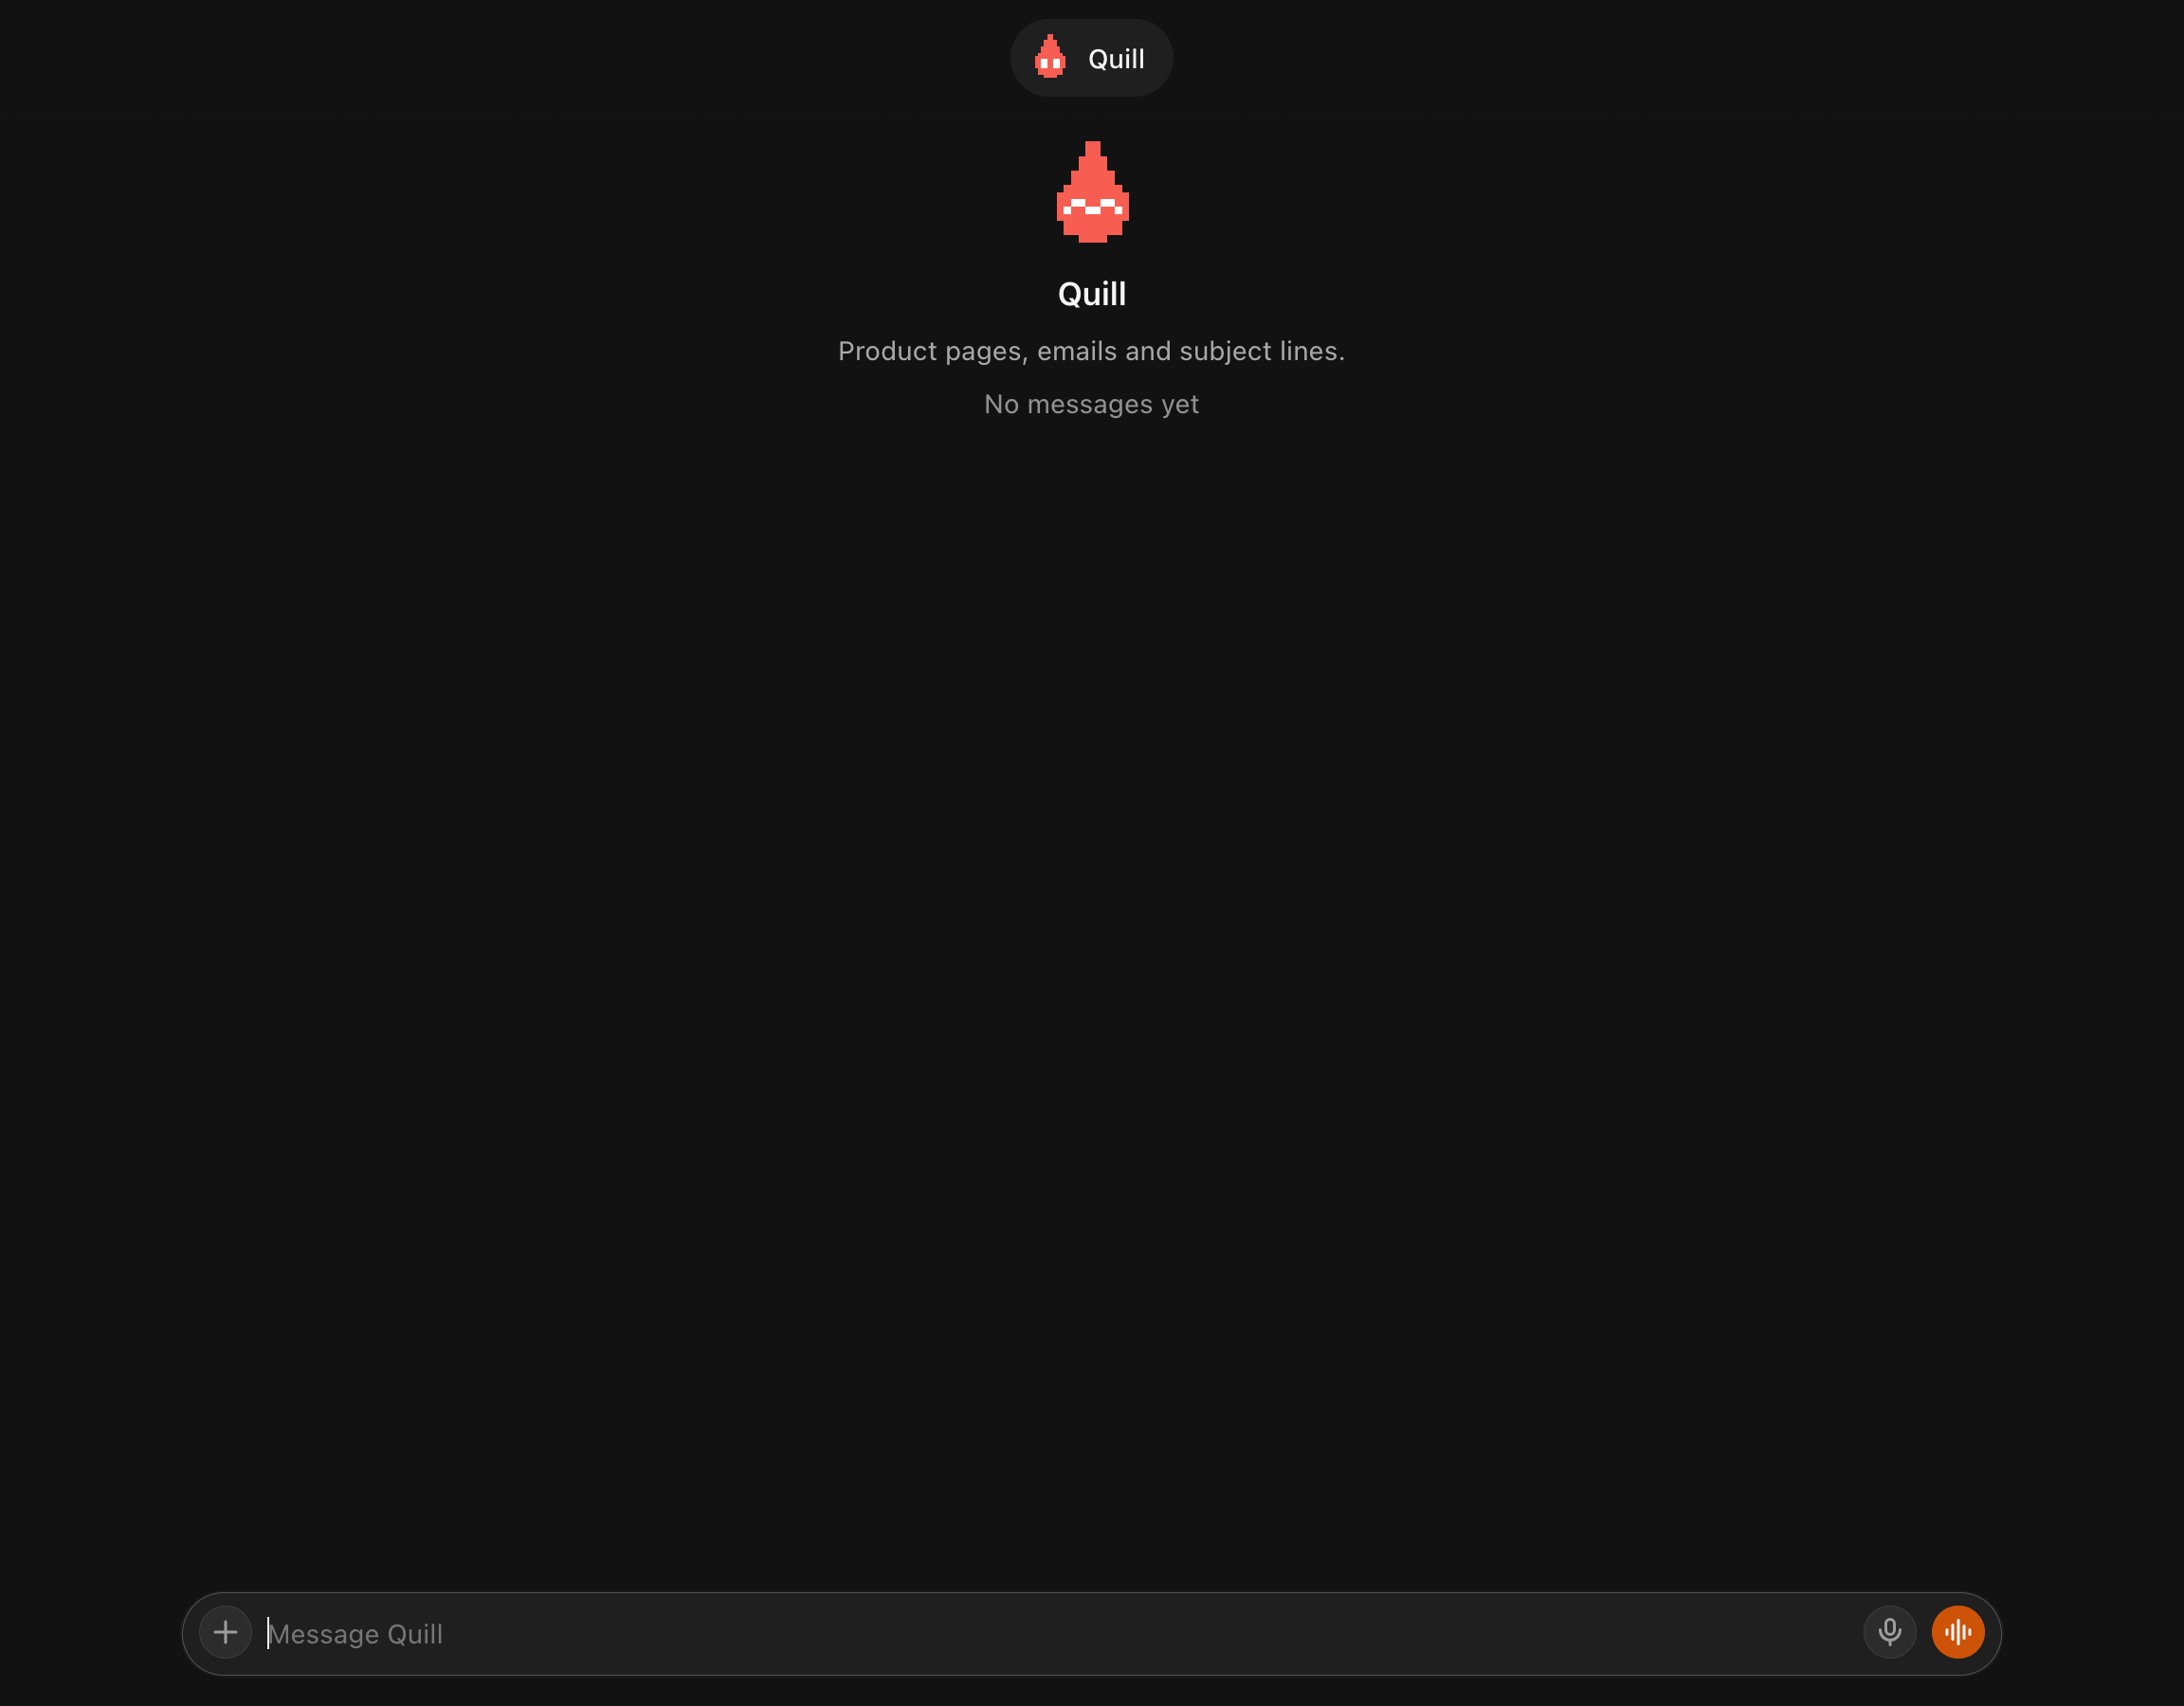 Quill
Quill
Product pages, emails and subject lines.
No messages yet
Message Quill